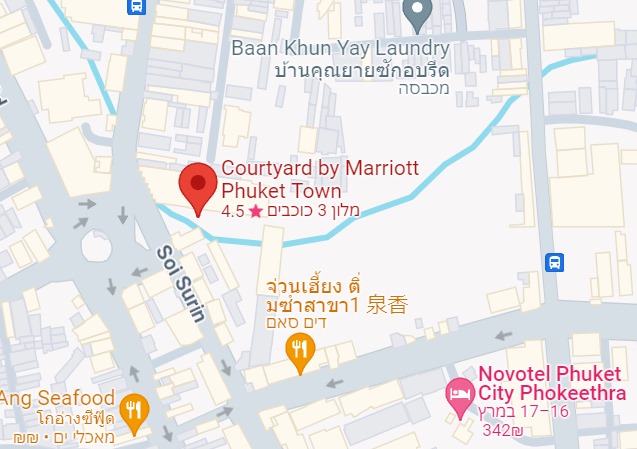 Baan Khun Yay Laundry
บ้านคุณยายซักอบรีด
מכבסה
Courtyard by Marriott
Phuket Town
4.5 ★ מלון 3 כוכבים
Soi Surin
จ่วนเฮี้ยง ติ่
มซำสาขา1 泉香
דים סאם
Novotel Phuket
City Phokeethra
16–17 במרץ
342₪
Ang Seafood
โกอ่างซีฟู้ด
מאכלי ים • ₪₪